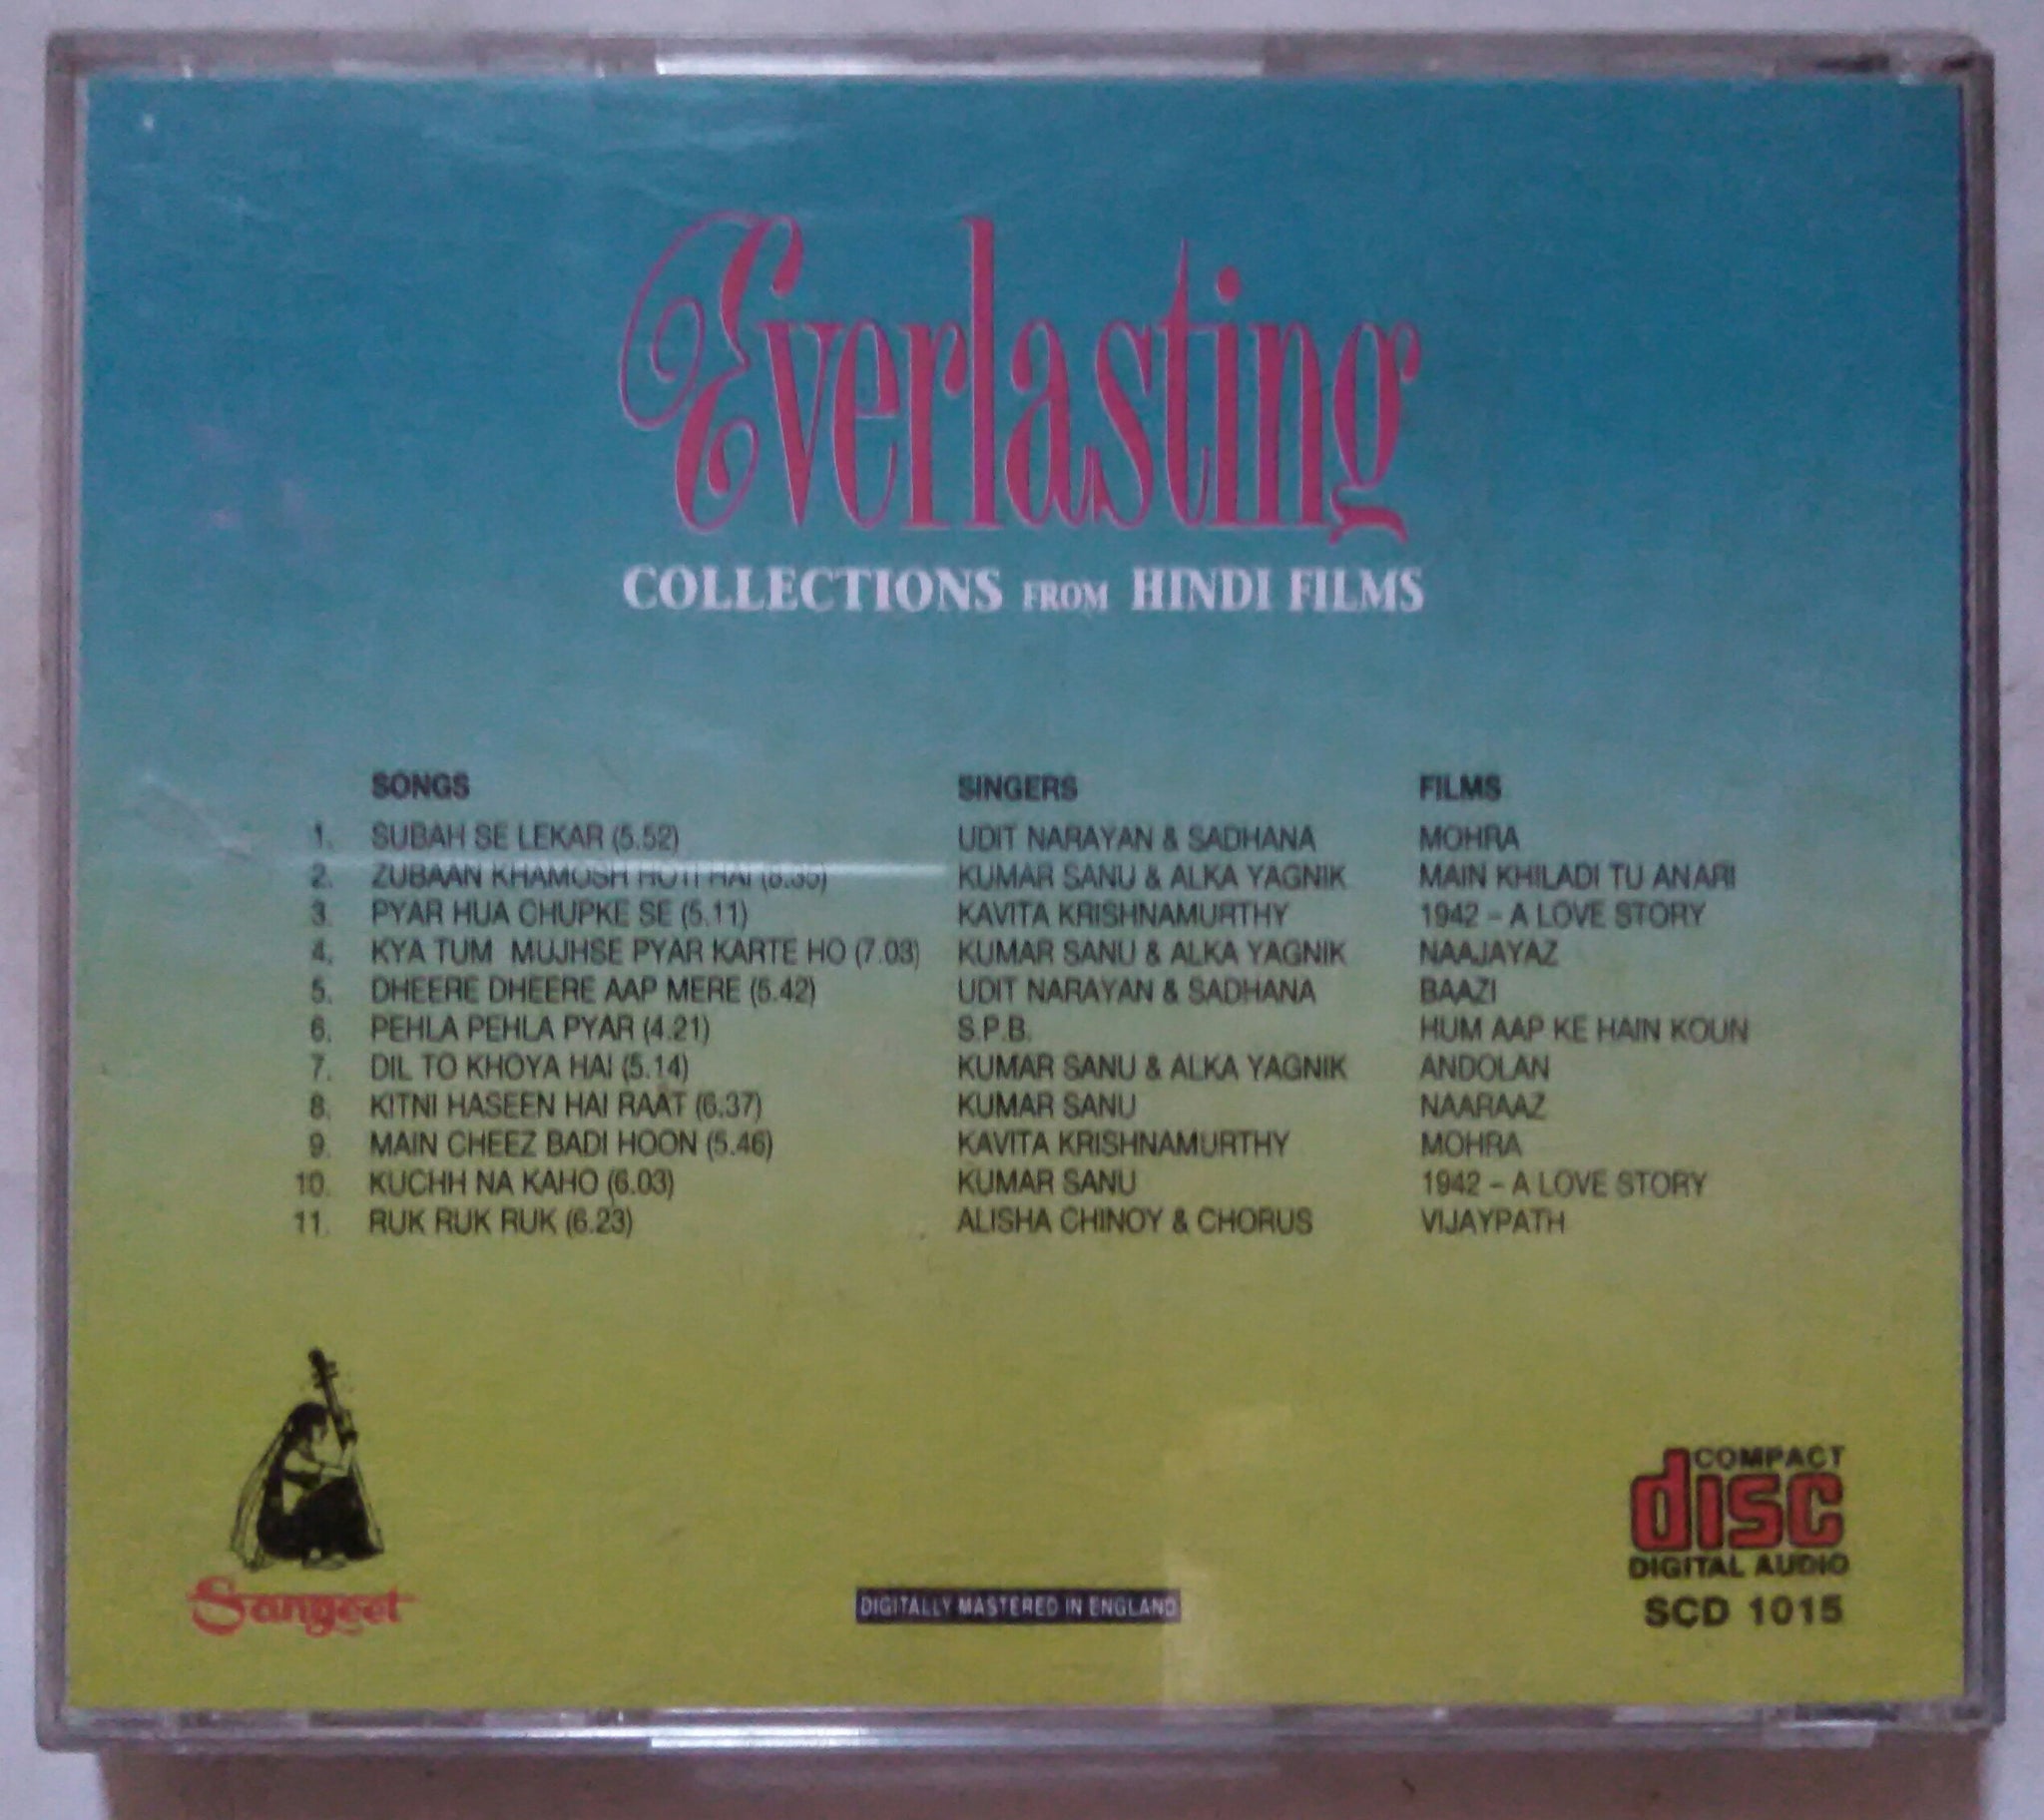 Everlasting
COLLECTIONS FROM HINDI FILMS
SONGS SINGERS FILMS
1. SUBAH SE LEKAR (5.52) UDIT NARAYAN & SADHANA MOHRA
2. ZUBAAN KHAMOSH HOTI HAI (8.35) KUMAR SANU & ALKA YAGNIK MAIN KHILADI TU ANARI
3. PYAR HUA CHUPKE SE (5.11) KAVITA KRISHNAMURTHY 1942 – A LOVE STORY
4. KYA TUM MUJHSE PYAR KARTE HO (7.03) KUMAR SANU & ALKA YAGNIK NAAJAYAZ
5. DHEERE DHEERE AAP MERE (5.42) UDIT NARAYAN & SADHANA BAAZI
6. PEHLA PEHLA PYAR (4.21) S.P.B. HUM AAP KE HAIN KOUN
7. DIL TO KHOYA HAI (5.14) KUMAR SANU & ALKA YAGNIK ANDOLAN
8. KITNI HASEEN HAI RAAT (6.37) KUMAR SANU NAARAAZ
9. MAIN CHEEZ BADI HOON (5.46) KAVITA KRISHNAMURTHY MOHRA
10. KUCHH NA KAHO (6.03) KUMAR SANU 1942 – A LOVE STORY
11. RUK RUK RUK (6.23) ALISHA CHINOY & CHORUS VIJAYPATH
Sangeet
DIGITALLY MASTERED IN ENGLAND
COMPACT
disc
DIGITAL AUDIO
SCD 1015